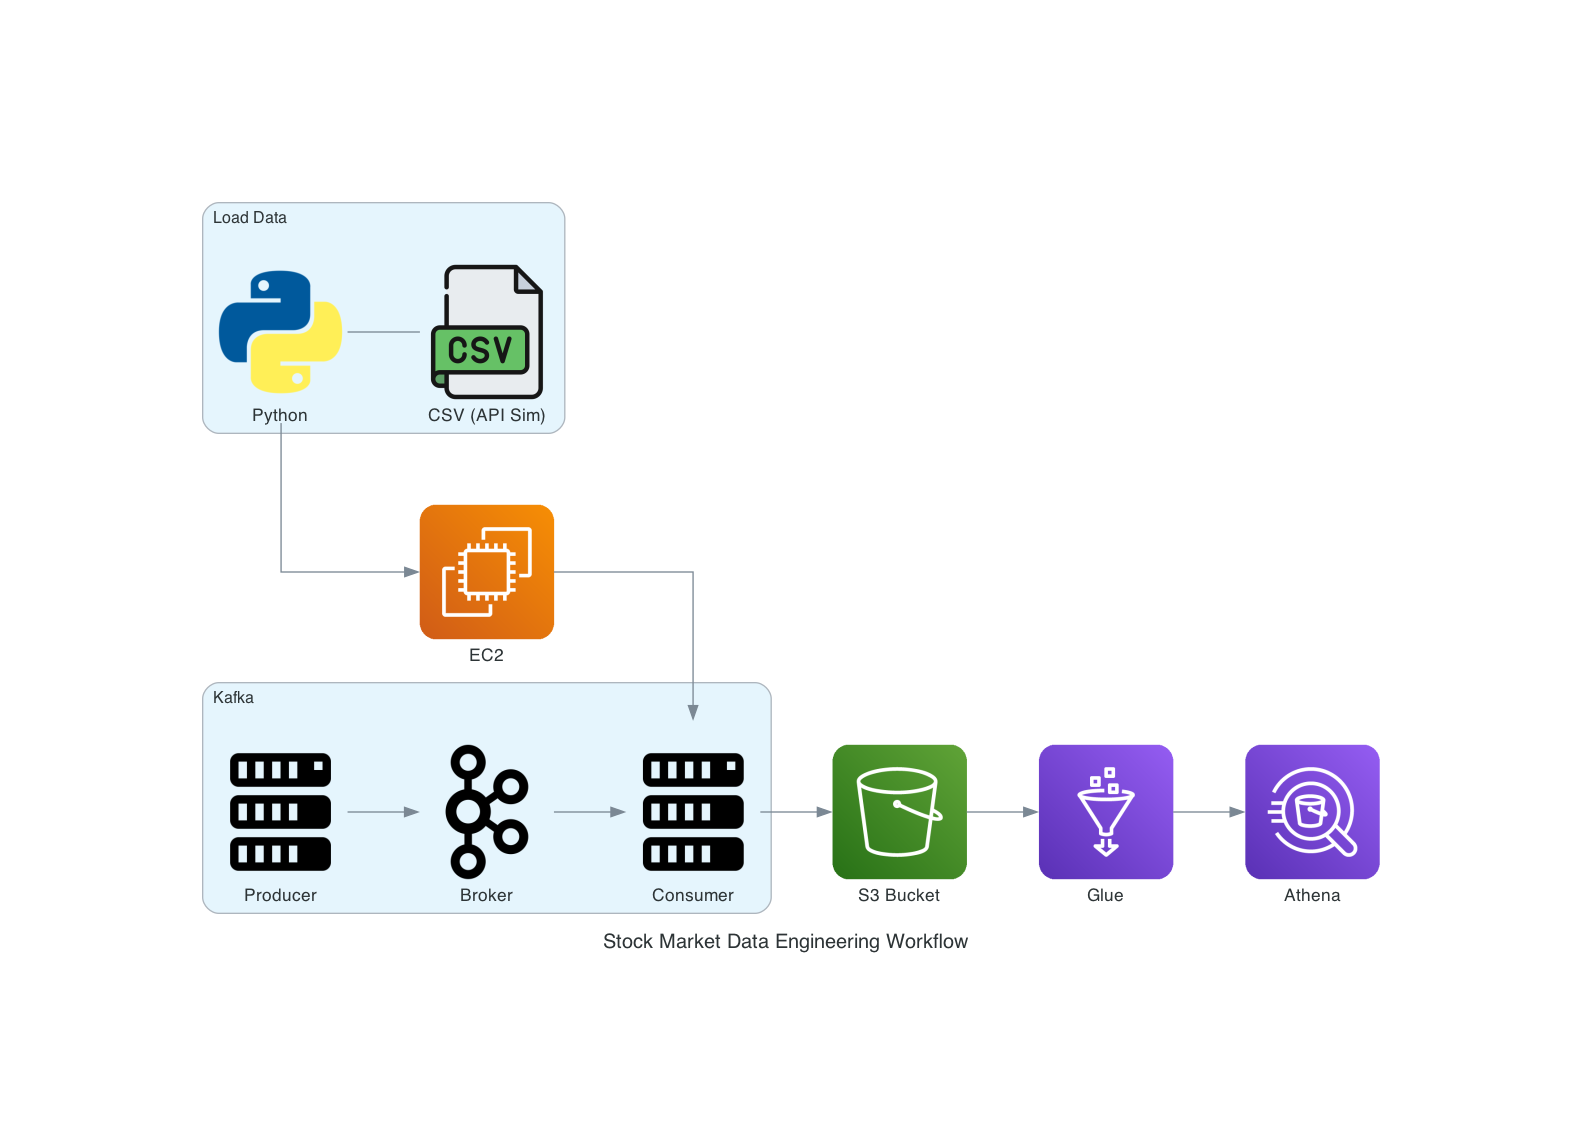 Load Data
CSV
Python
CSV (API Sim)
EC2
Kafka
Producer
Broker
Consumer
S3 Bucket
Glue
Athena
Stock Market Data Engineering Workflow